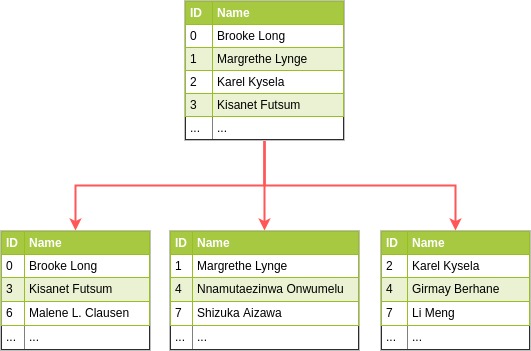 ID Name
0 Brooke Long
1 Margrethe Lynge
2 Karel Kysela
3 Kisanet Futsum
... ...
ID Name
0 Brooke Long
3 Kisanet Futsum
6 Malene L. Clausen
... ...
ID Name
1 Margrethe Lynge
4 Nnamutaezinwa Onwumelu
7 Shizuka Aizawa
... ...
ID Name
2 Karel Kysela
4 Girmay Berhane
7 Li Meng
... ...